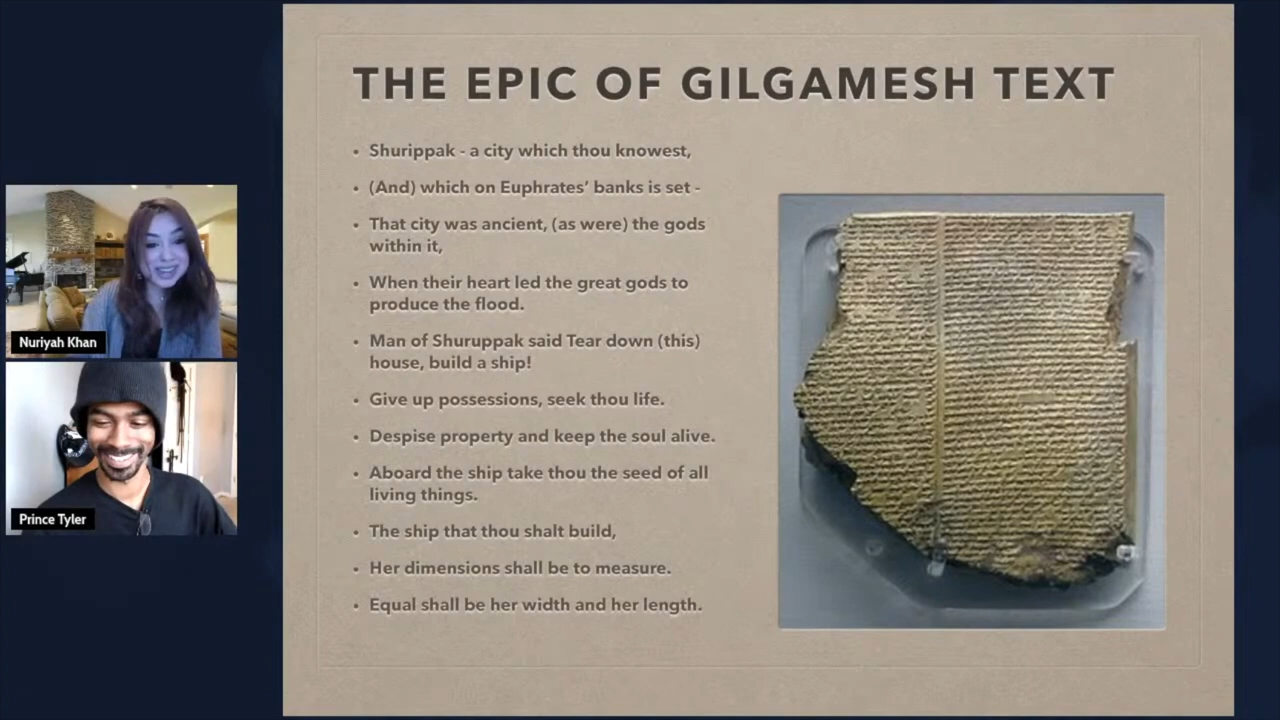 THE EPIC OF GILGAMESH TEXT
• Shurippak - a city which thou knowest,
• (And) which on Euphrates’ banks is set -
• That city was ancient, (as were) the gods
within it,
• When their heart led the great gods to
produce the flood.
• Man of Shuruppak said Tear down (this)
house, build a ship!
• Give up possessions, seek thou life.
• Despise property and keep the soul alive.
• Aboard the ship take thou the seed of all
living things.
• The ship that thou shalt build,
• Her dimensions shall be to measure.
• Equal shall be her width and her length.
Nuriyah Khan
Prince Tyler